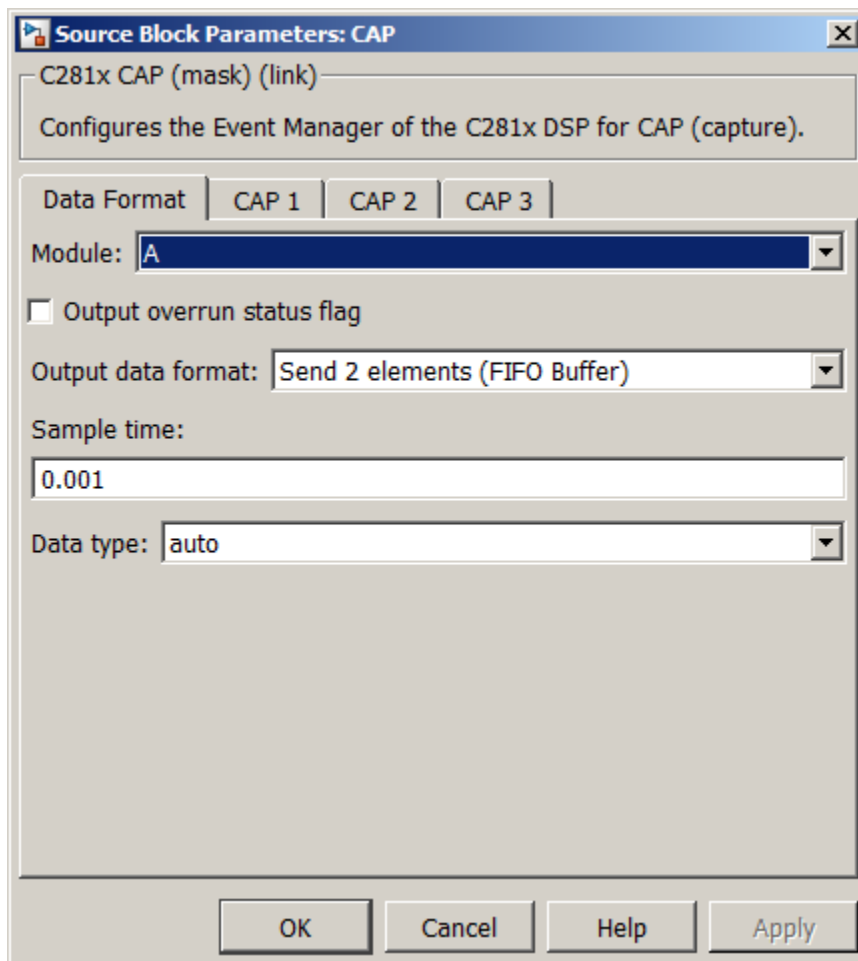 Source Block Parameters: CAP
C281x CAP (mask) (link)
Configures the Event Manager of the C281x DSP for CAP (capture).
Data Format CAP 1 CAP 2 CAP 3
Module: A
Output overrun status flag
Output data format: Send 2 elements (FIFO Buffer)
Sample time:
0.001
Data type: auto
OK Cancel Help Apply